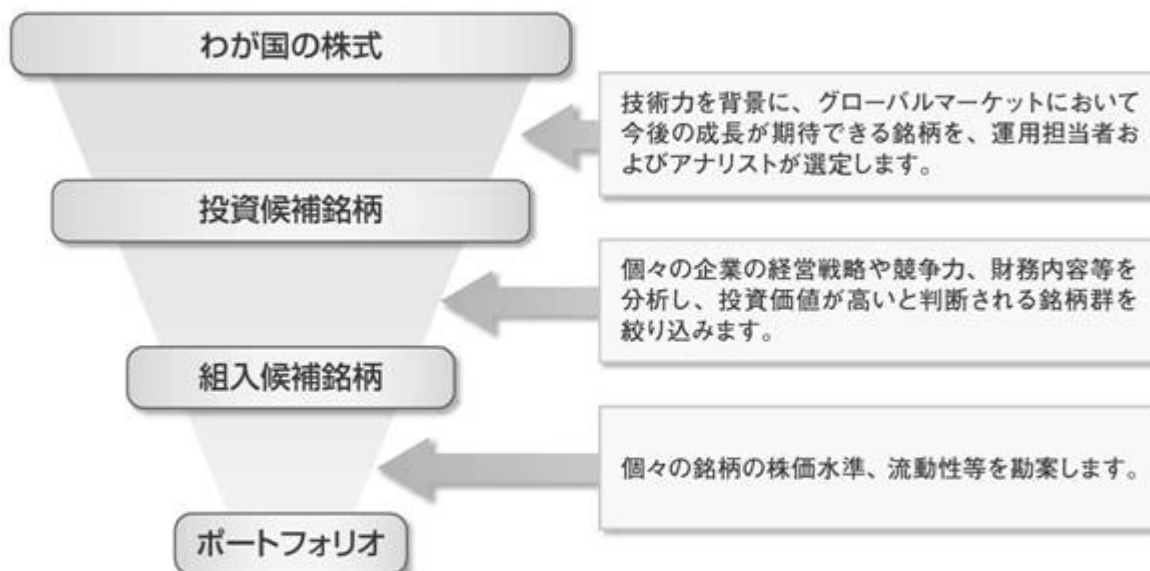 わが国の株式
技術力を背景に、グローバルマーケットにおいて
今後の成長が期待できる銘柄を、運用担当者お
よびアナリストが選定します。
投資候補銘柄
個々の企業の経営戦略や競争力、財務内容等を
分析し、投資価値が高いと判断される銘柄群を
絞り込みます。
組入候補銘柄
個々の銘柄の株価水準、流動性等を勘案します。
ポートフォリオ